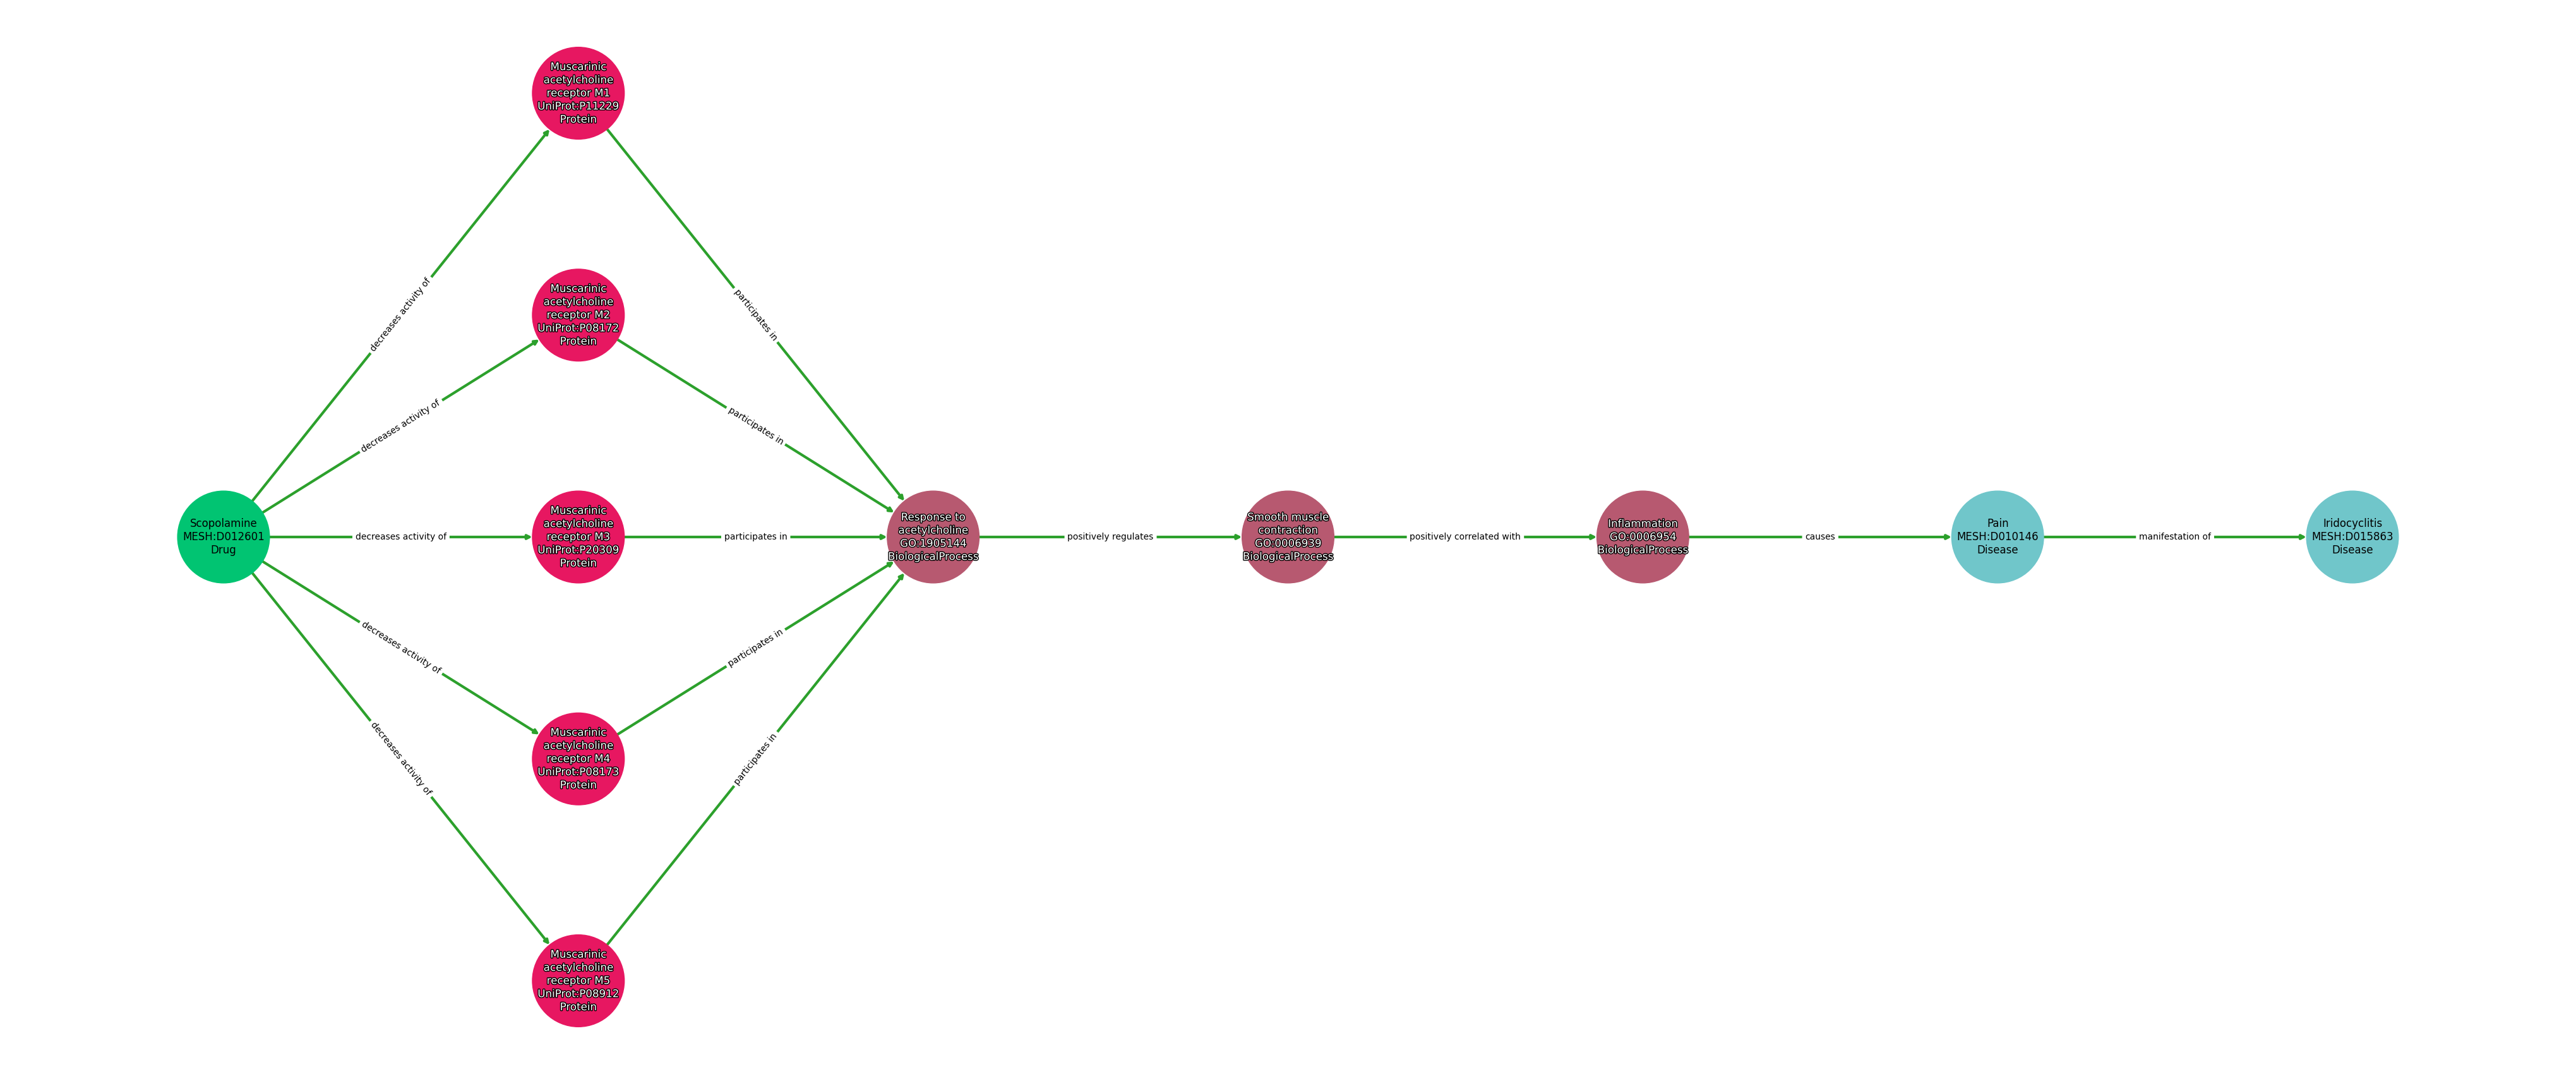 Muscarinic
acetylcholine
receptor M1
UniProt:P11229
Protein
decreases activity of
participates in
Muscarinic
acetylcholine
receptor M2
UniProt:P08172
Protein
decreases activity of
participates in
Scopolamine
MESH:D012601
Drug
decreases activity of
Muscarinic
acetylcholine
receptor M3
UniProt:P20309
Protein
participates in
Response to
acetylcholine
GO:1905144
BiologicalProcess
positively regulates
Smooth muscle
contraction
GO:0006939
BiologicalProcess
positively correlated with
Inflammation
GO:0006954
BiologicalProcess
causes
Pain
MESH:D010146
Disease
manifestation of
Iridocyclitis
MESH:D015863
Disease
decreases activity of
participates in
Muscarinic
acetylcholine
receptor M4
UniProt:P08173
Protein
decreases activity of
participates in
Muscarinic
acetylcholine
receptor M5
UniProt:P08912
Protein